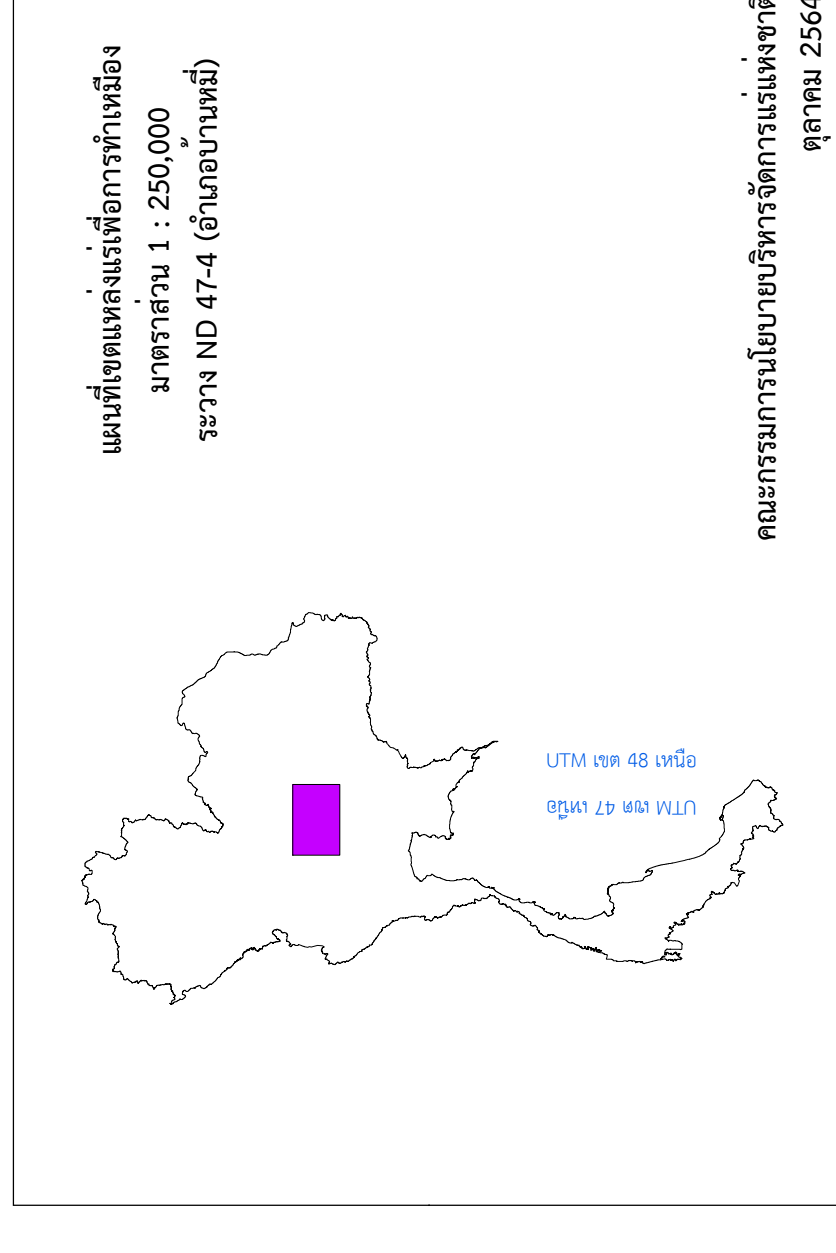 แผนที่เขตแหล่งแร่เพื่อการทำเหมือง
มาตราส่วน 1 : 250,000
ระวาง ND 47-4 (อำเภอบ้านหมี่)
UTM เขต 48 เหนือ
UTM เขต 47 เหนือ
คณะกรรมการนโยบายบริหารจัดการแร่แห่งชาติ
ตุลาคม 2564